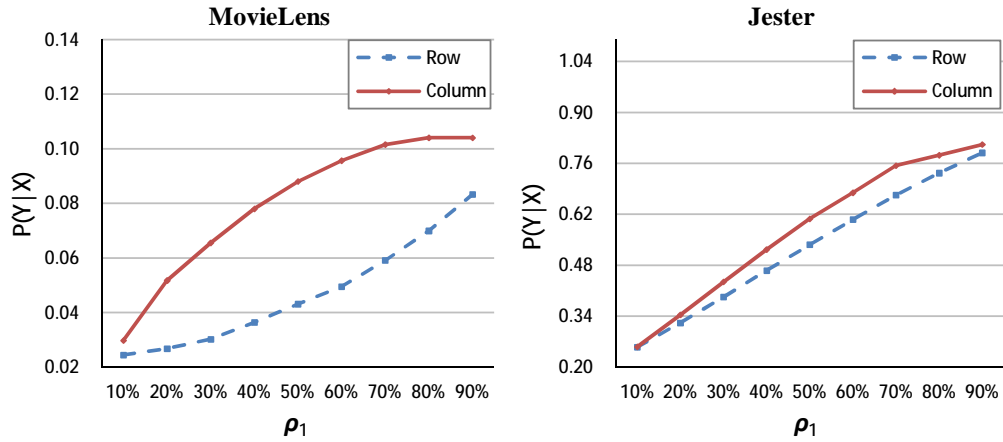 MovieLens
P(Y|X)
0.14
0.12
0.10
0.08
0.06
0.04
0.02
Row
Column
10% 20% 30% 40% 50% 60% 70% 80% 90%
ρ1
Jester
P(Y|X)
1.04
0.90
0.76
0.62
0.48
0.34
0.20
Row
Column
10% 20% 30% 40% 50% 60% 70% 80% 90%
ρ1